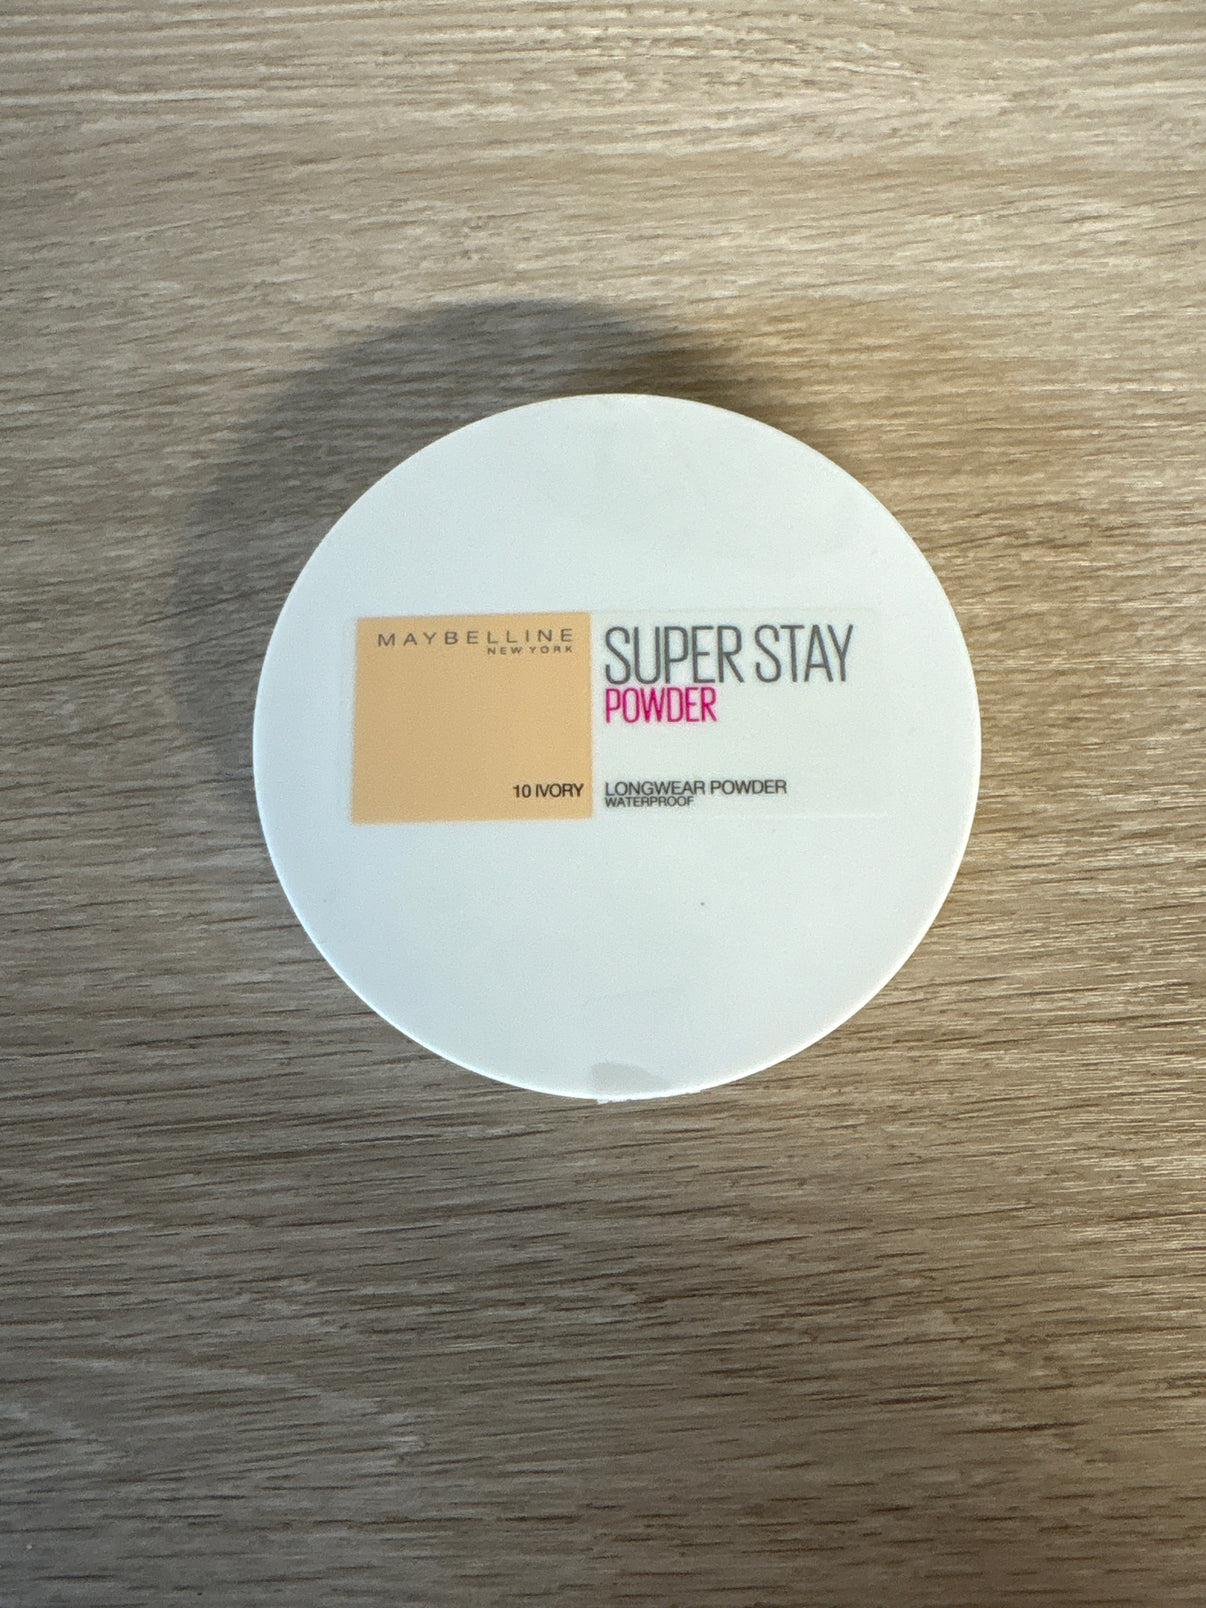 MAYBELLINE
NEW YORK
10 IVORY
SUPER STAY
POWDER
LONGWEAR POWDER
WATERPROOF